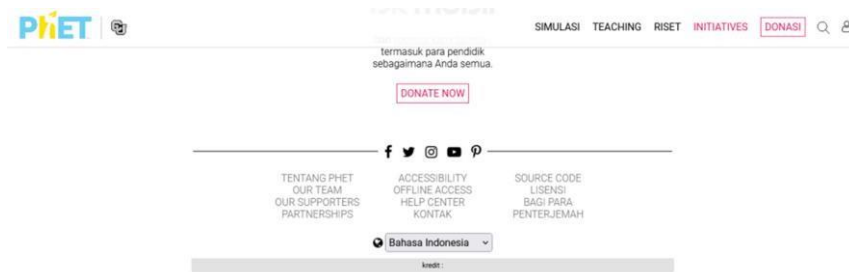 PhET
SIMULASI TEACHING RISET INITIATIVES DONASI
termasuk para pendidik
sebagaimana Anda semua.
DONATE NOW
TENTANG PHET
OUR TEAM
OUR SUPPORTERS
PARTNERSHIPS
ACCESSIBILITY
OFFLINE ACCESS
HELP CENTER
KONTAK
SOURCE CODE
LISENSI
BAGI PARA
PENTERJEMAH
Bahasa Indonesia
kredit :